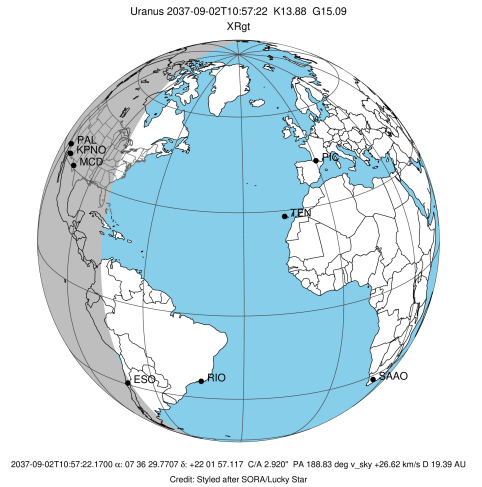 Uranus 2037-09-02T10:57:22 K13.88 G15.09
XRgt
PAL
KPNO
MCD
PIC
TEN
ESO
RIO
SAAO
2037-09-02T10:57:22.1700 α: 07 36 29.7707 δ: +22 01 57.117 C/A 2.920" PA 188.83 deg v_sky +26.62 km/s D 19.39 AU
Credit: Styled after SORA/Lucky Star